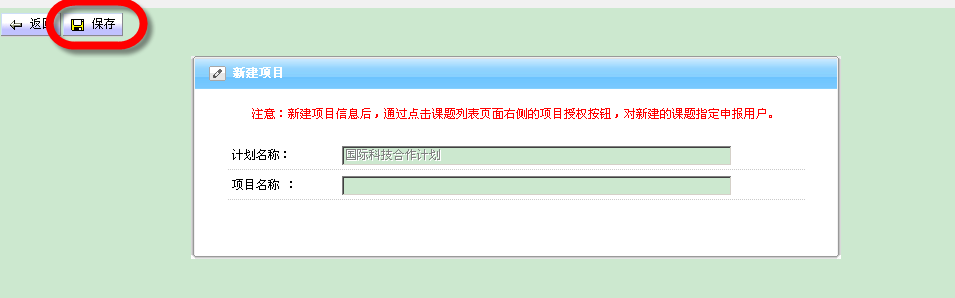 返回 保存
新建项目
注意：新建项目信息后，通过点击课题列表页面右侧的项目授权按钮，对新建的课题指定申报用户。
计划名称： 国际科技合作计划
项目名称 ：